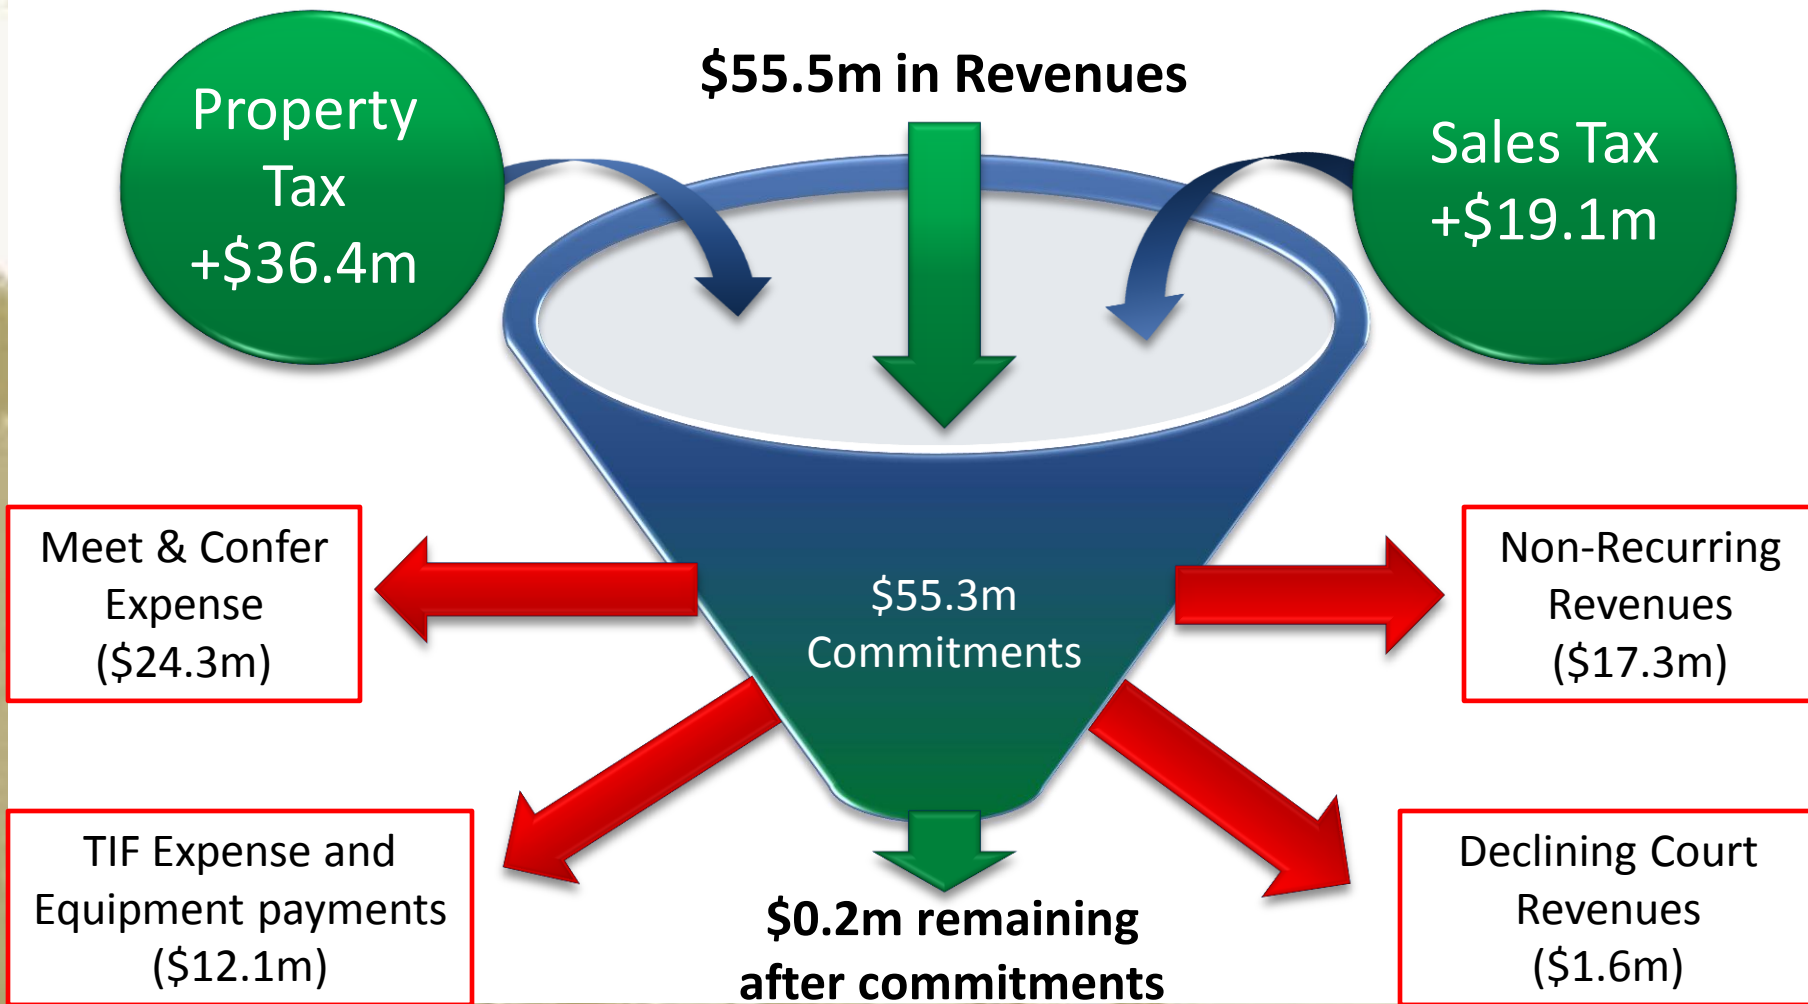 $55.5m in Revenues
Property
Tax
+$36.4m
Sales Tax
+$19.1m
$55.3m
Commitments
Meet & Confer
Expense
($24.3m)
Non-Recurring
Revenues
($17.3m)
TIF Expense and
Equipment payments
($12.1m)
Declining Court
Revenues
($1.6m)
$0.2m remaining
after commitments